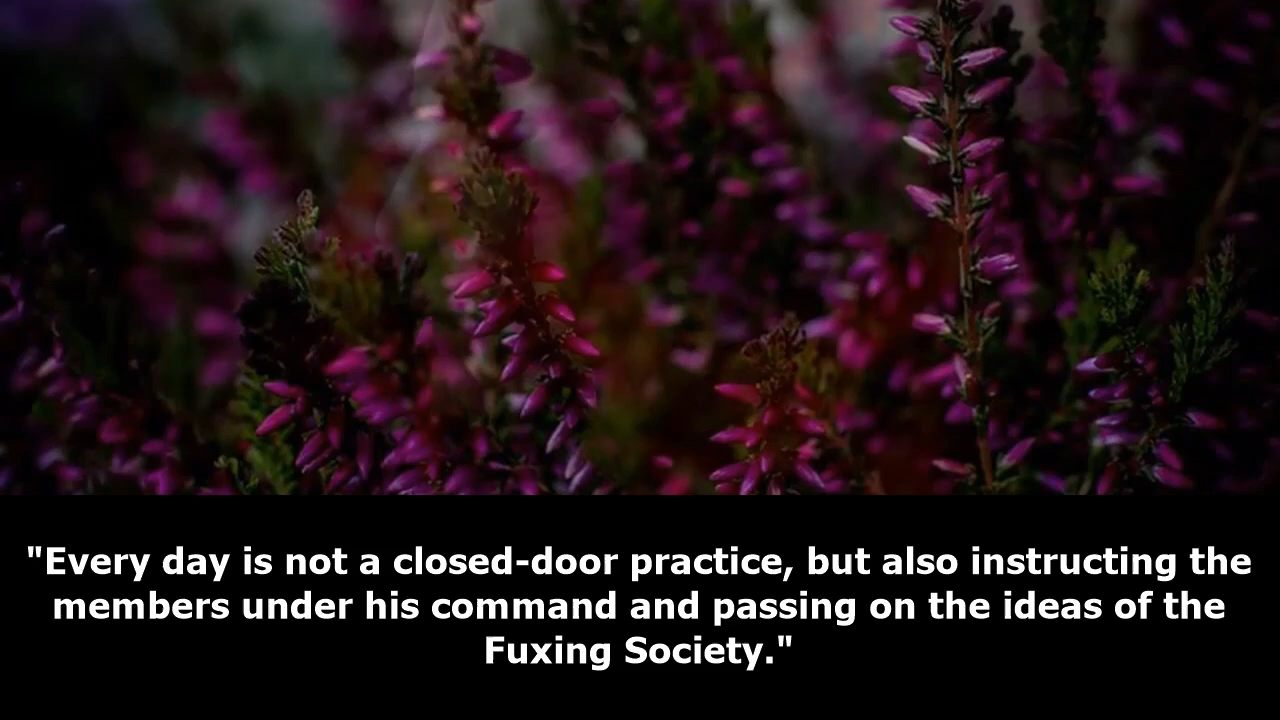 "Every day is not a closed-door practice, but also instructing the
members under his command and passing on the ideas of the
Fuxing Society."